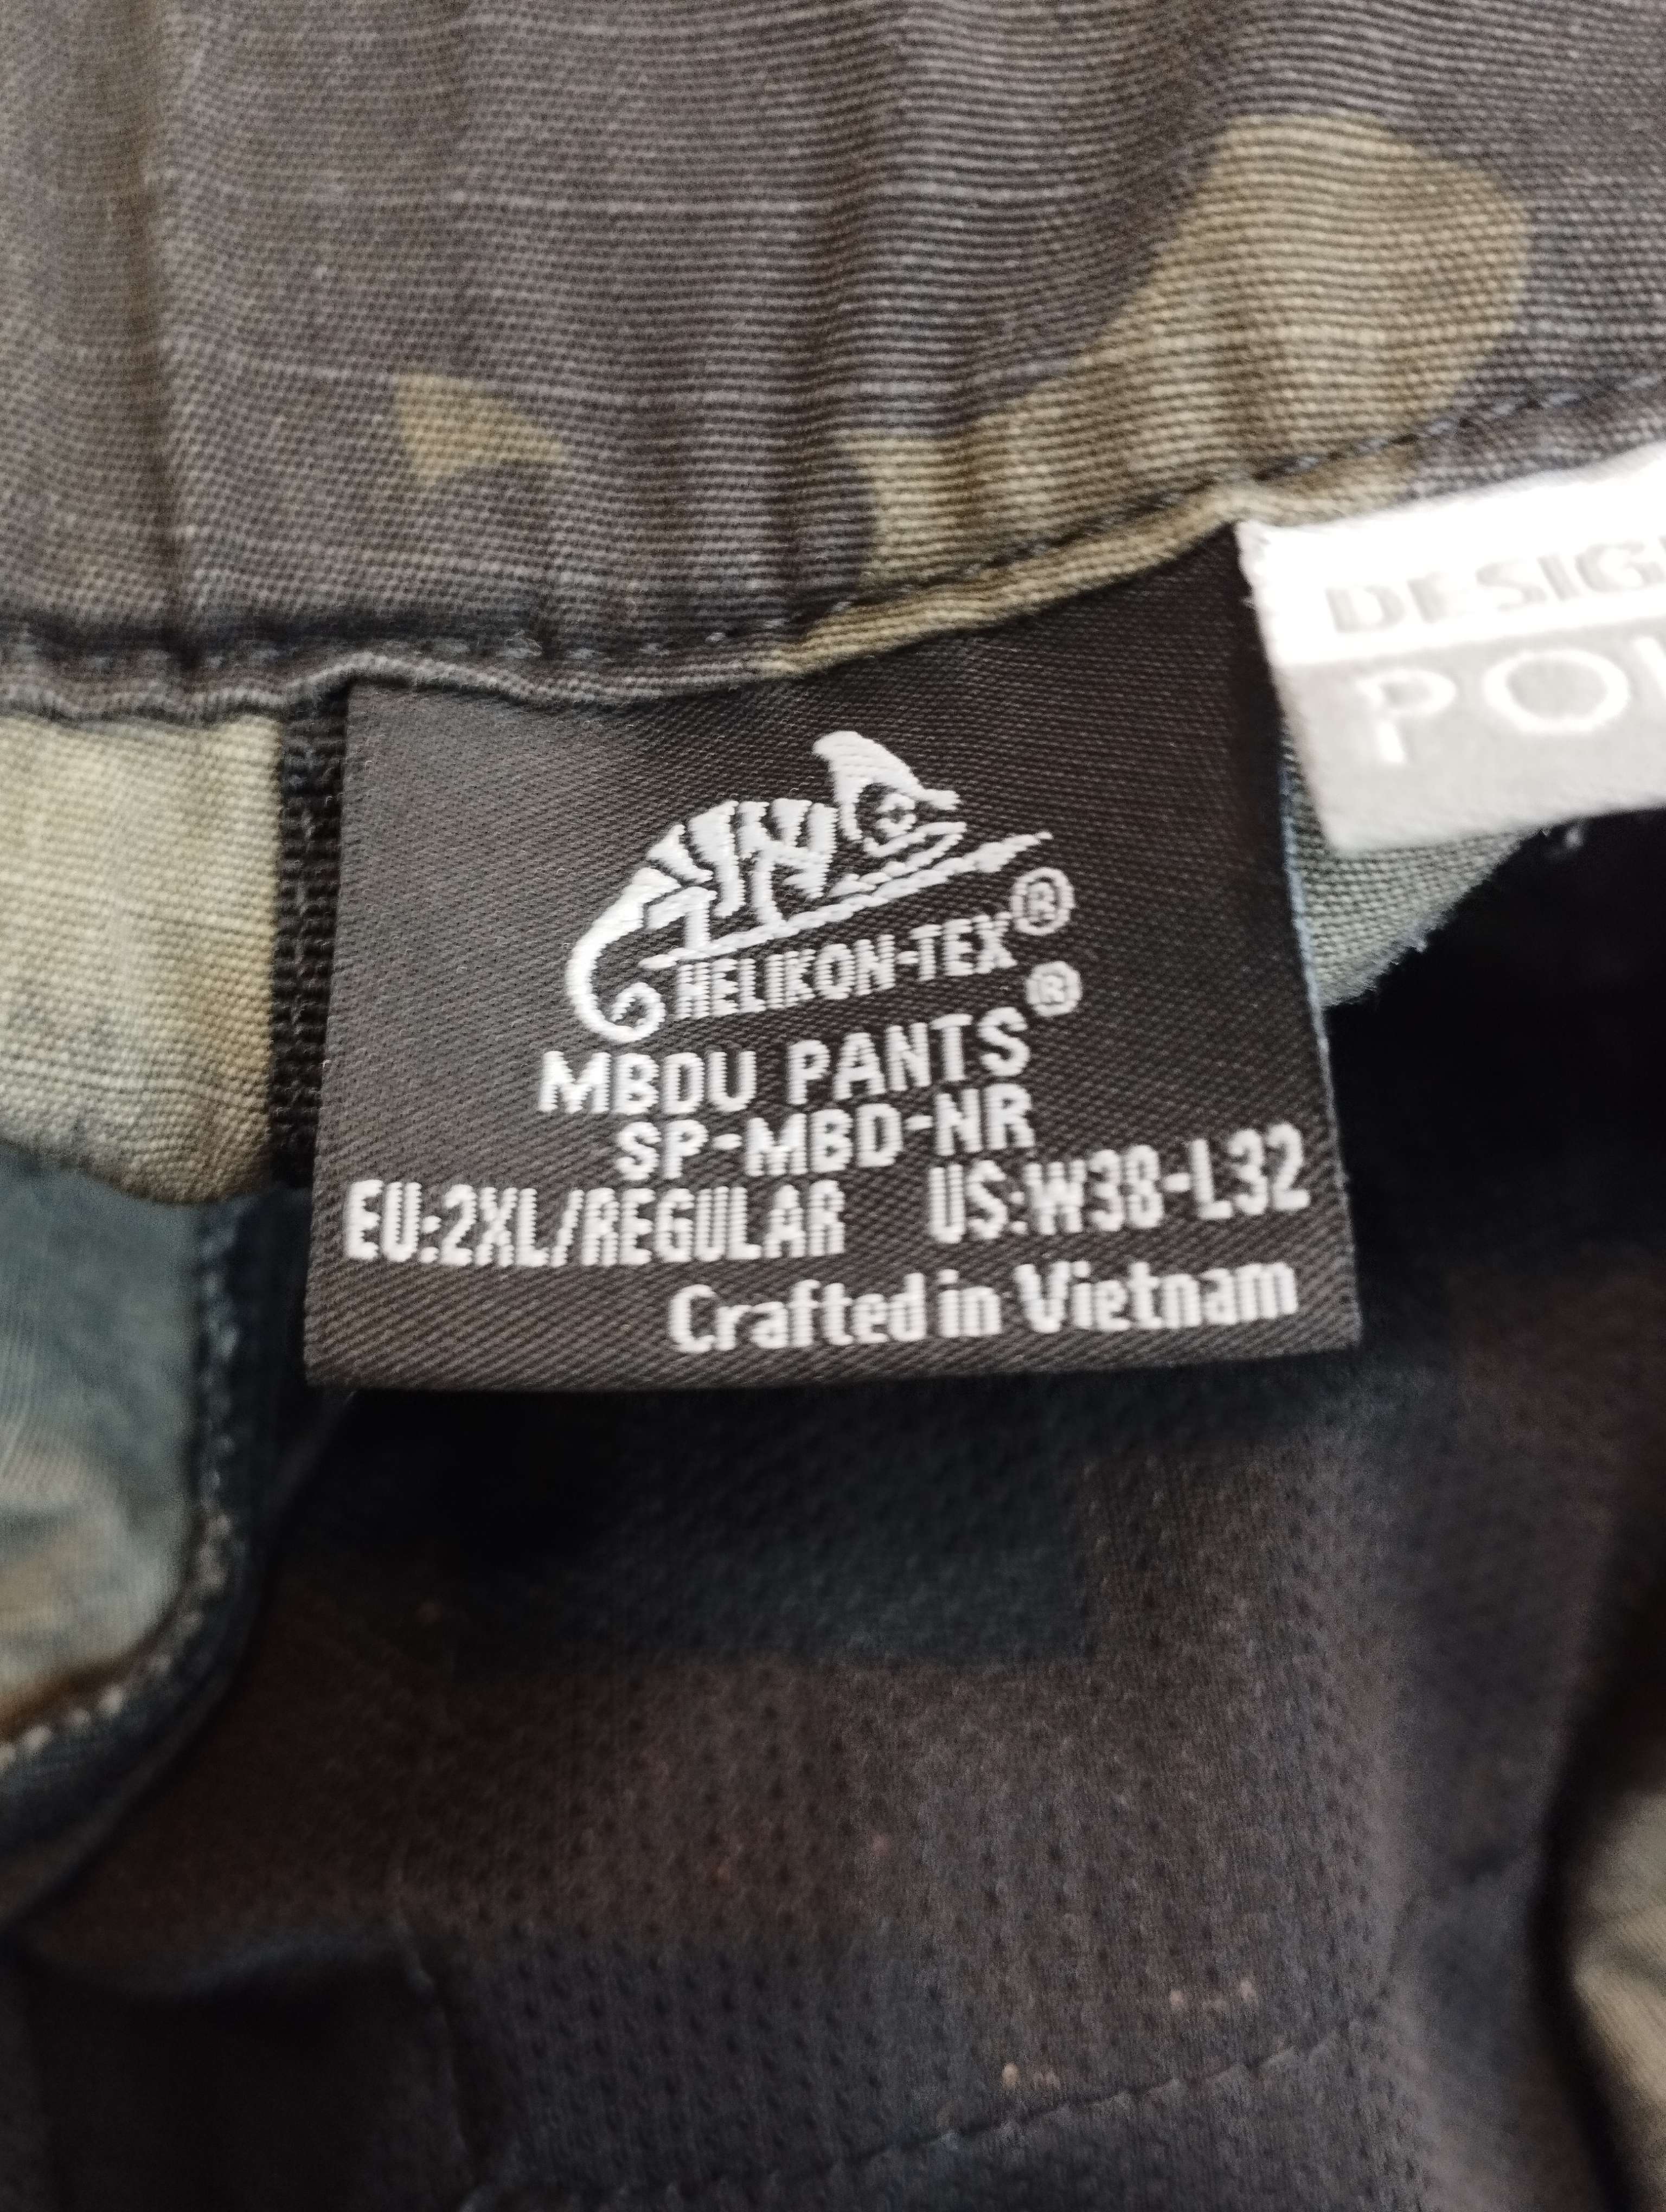 HELIKON-TEX®
MBDU PANTS®
SP-MBD-NR
EU:2XL/REGULAR US:W38-L32
Crafted in Vietnam